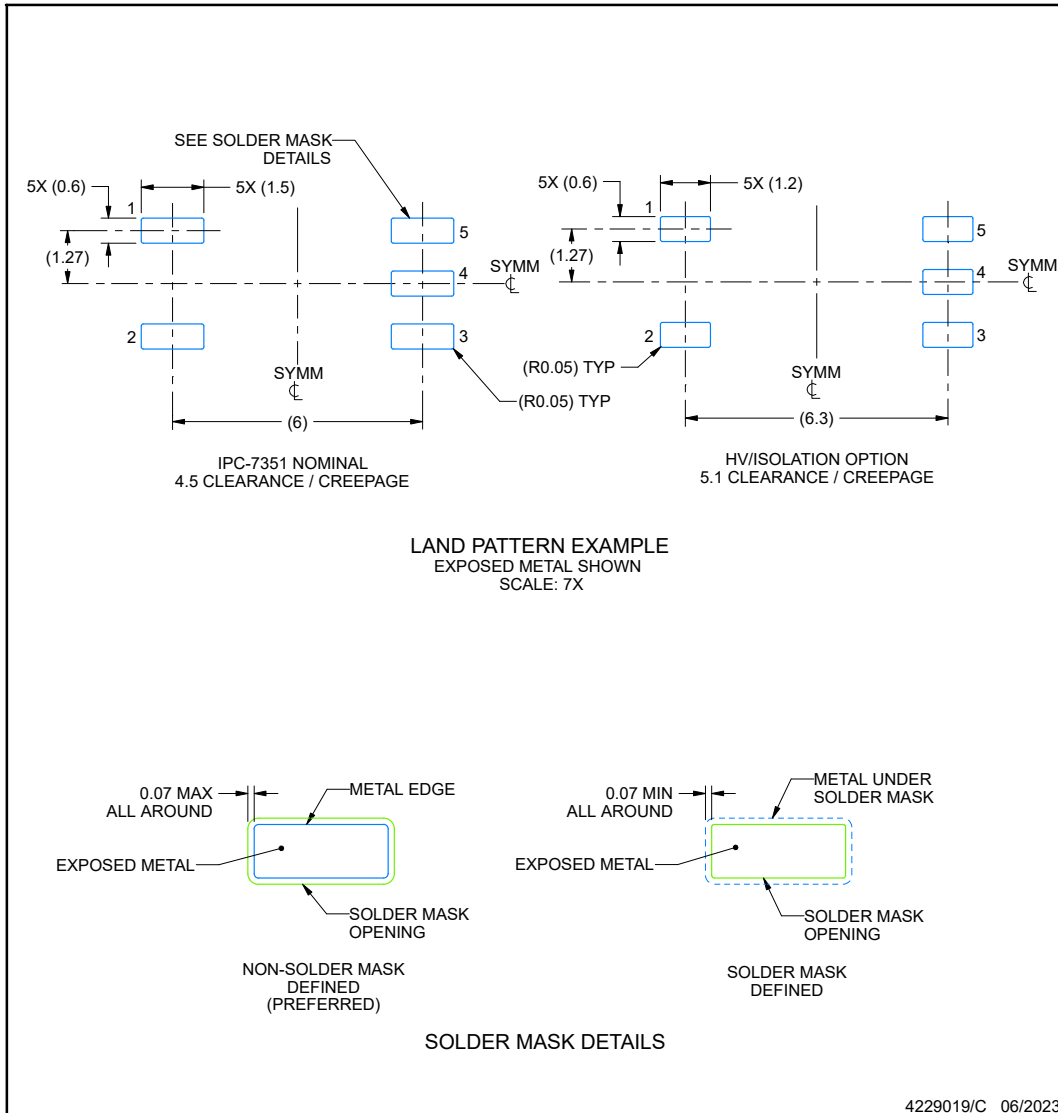 SEE SOLDER MASK
DETAILS
5X (0.6)
5X (1.5)
1
5
(1.27)
4
SYMM
℄
2
3
SYMM
℄
(R0.05) TYP
(6)
IPC-7351 NOMINAL
4.5 CLEARANCE / CREEPAGE
5X (0.6)
5X (1.2)
1
5
(1.27)
4
SYMM
℄
2
3
(R0.05) TYP
SYMM
℄
(6.3)
HV/ISOLATION OPTION
5.1 CLEARANCE / CREEPAGE
LAND PATTERN EXAMPLE
EXPOSED METAL SHOWN
SCALE: 7X
0.07 MAX
ALL AROUND
METAL EDGE
EXPOSED METAL
SOLDER MASK
OPENING
NON-SOLDER MASK
DEFINED
(PREFERRED)
0.07 MIN
ALL AROUND
METAL UNDER
SOLDER MASK
EXPOSED METAL
SOLDER MASK
OPENING
SOLDER MASK
DEFINED
SOLDER MASK DETAILS
4229019/C 06/2023